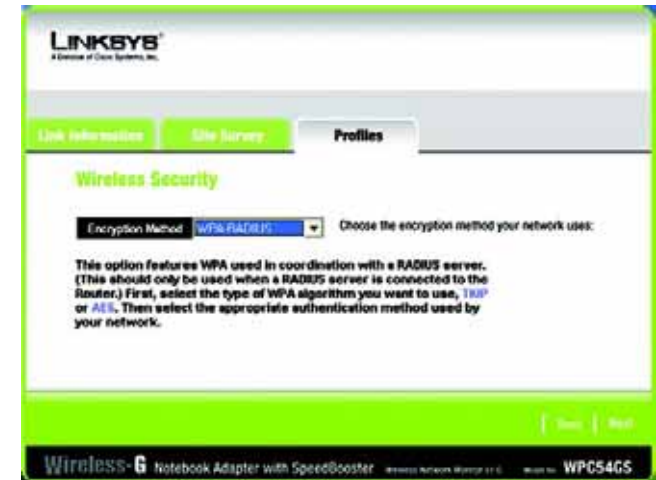 LINKSYS®
A Division of Cisco Systems, Inc.
Link Information Site Survey Profiles
Wireless Security
Encryption Method WPA-RADIUS Choose the encryption method your network uses:
This option features WPA used in coordination with a RADIUS server.
(This should only be used when a RADIUS server is connected to the
Router.) First, select the type of WPA algorithm you want to use, TKIP
or AES. Then select the appropriate authentication method used by
your network.
Next
Wireless-G Notebook Adapter with SpeedBooster WPC54GS